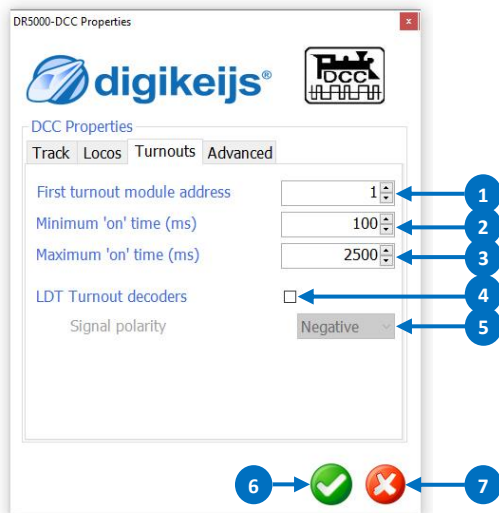 DR5000-DCC Properties
x
digikeijs®
DCC
DCC Properties
Track Locos Turnouts Advanced
First turnout module address 1 1
Minimum 'on' time (ms) 100 2
Maximum 'on' time (ms) 2500 3
LDT Turnout decoders 4
Signal polarity Negative 5
6 7